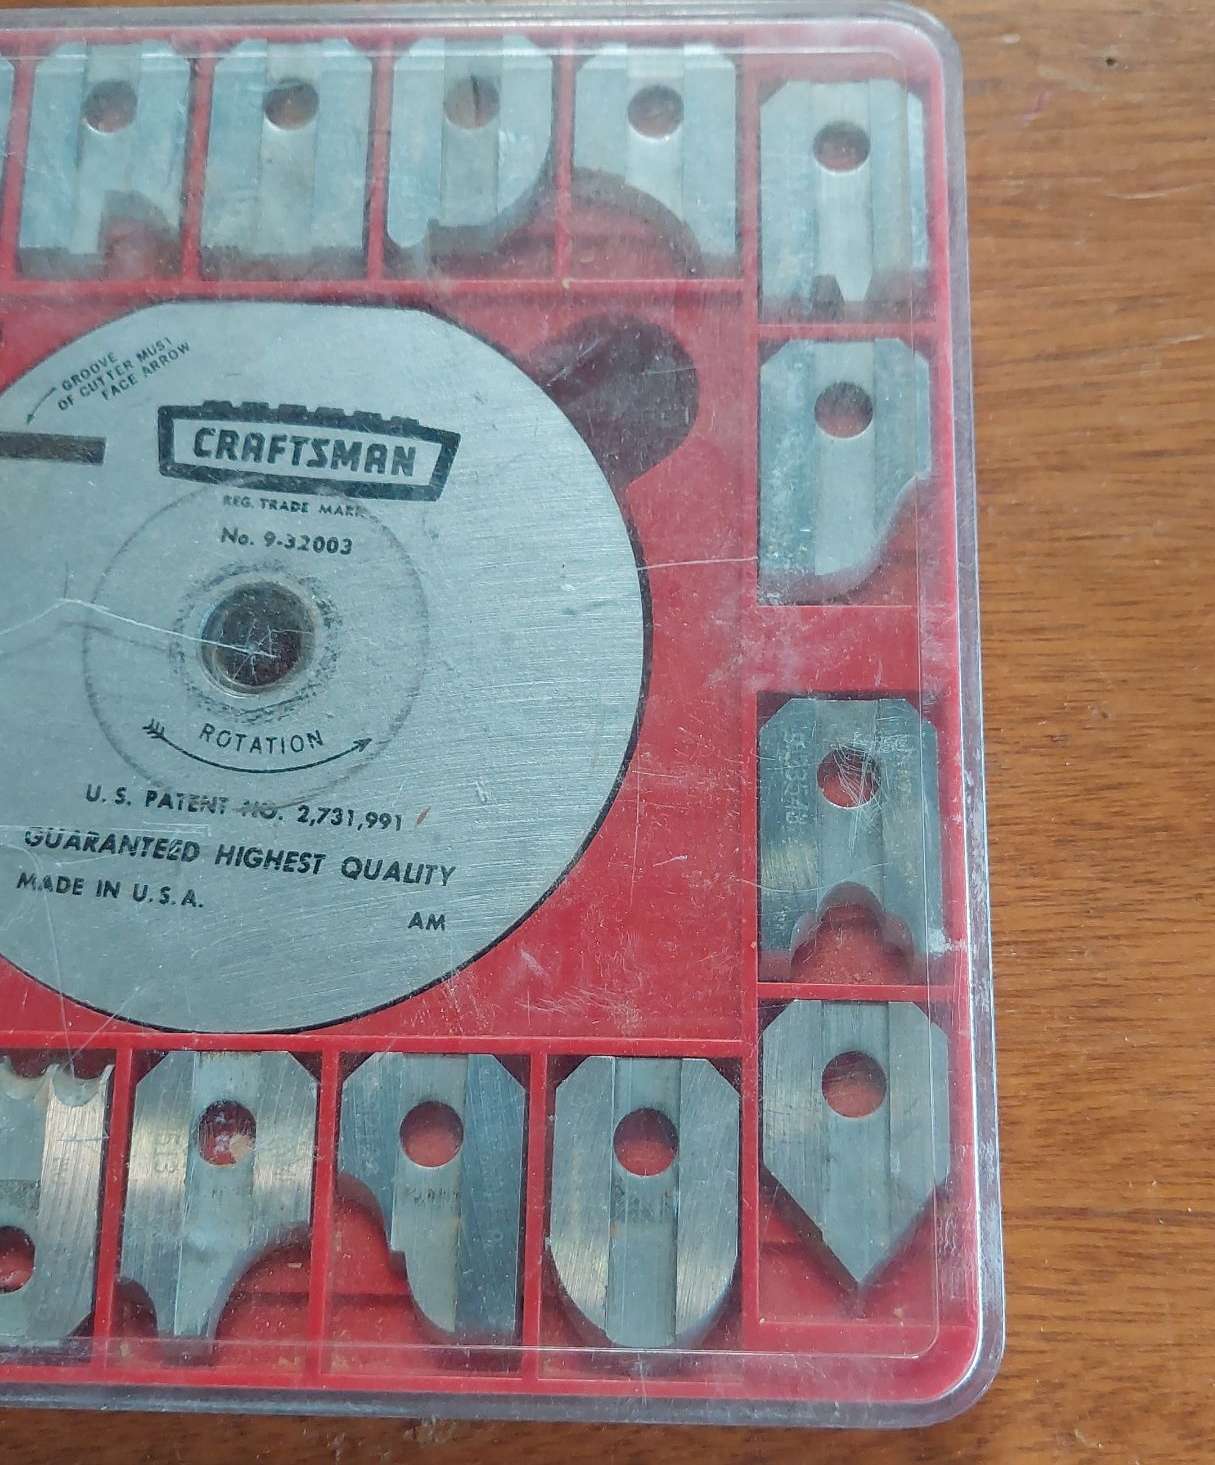 GROOVE
OF CUTTER MUST
FACE ARROW
CRAFTSMAN
REG. TRADE MARK
No. 9-32003
ROTATION
U. S. PATENT NO. 2,731,991
GUARANTEED HIGHEST QUALITY
MADE IN U.S.A.
AM